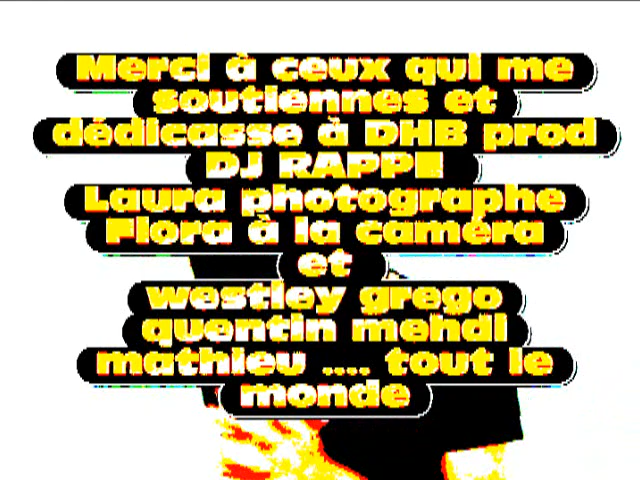 Merci à ceux qui me
soutiennes et
dédicasse à DHB prod
DJ RAPPE
Laura photographe
Flora à la caméra
et
westley grego
quentin mehdi
mathieu .... tout le
monde